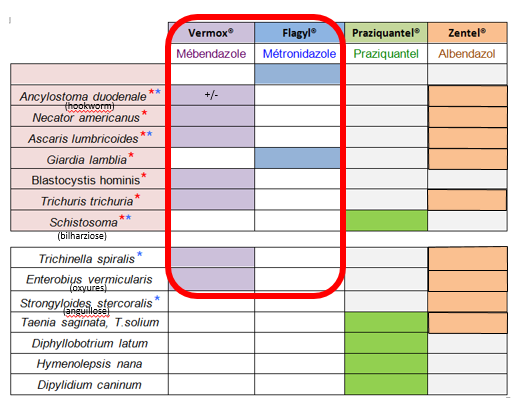 Vermox® Flagyl® Praziquantel® Zentel®
Mébendazole Métronidazole Praziquantel Albendazol
Ancylostoma duodenale** +/-
(hookworm)
Necator americanus*
Ascaris lumbricoides**
Giardia lamblia*
Blastocystis hominis*
Trichuris trichuria*
Schistosoma**
(bilharziose)
Trichinella spiralis*
Enterobius vermicularis
(oxyures)
Strongyloides stercoralis*
(anguillose)
Taenia saginata, T.solium
Diphyllobotrium latum
Hymenolepsis nana
Dipylidium caninum